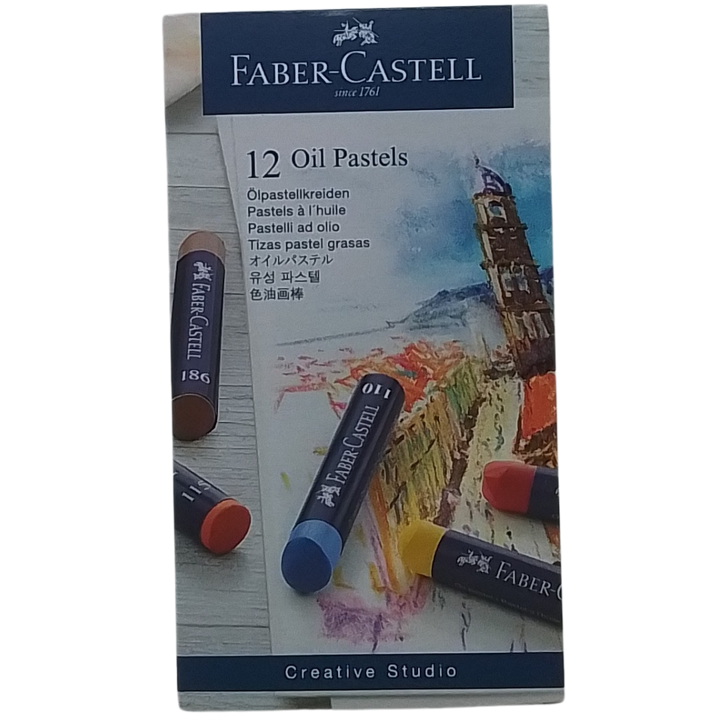 FABER-CASTELL
since 1761
12 Oil Pastels
Ölpastellkreiden
Pastels à l´huile
Pastelli ad olio
Tizas pastel grasas
オイルパステル
유성 파스텔
色油画棒
FABER-CASTELL
186
110
FABER-CASTELL
115
FABER-C
Creative Studio